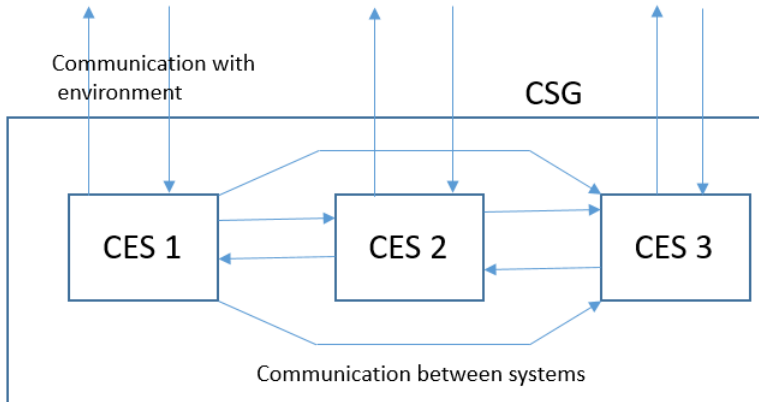 Communication with
environment
CSG
CES 1
CES 2
CES 3
Communication between systems